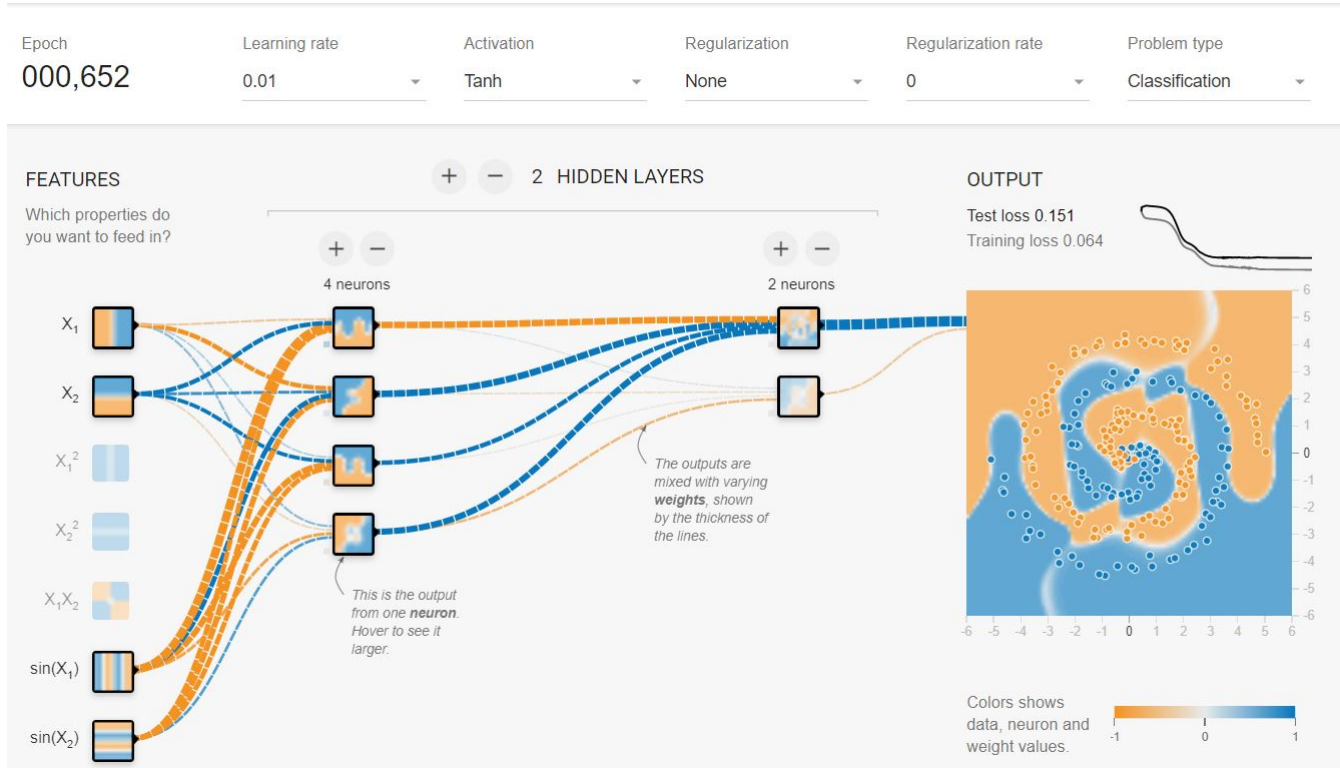 Epoch
000,652
Learning rate
0.01
Activation
Tanh
Regularization
None
Regularization rate
0
Problem type
Classification
FEATURES
Which properties do
you want to feed in?
+ − 2 HIDDEN LAYERS
+ −
4 neurons
+ −
2 neurons
X₁
X₂
X₁²
X₂²
X₁X₂
sin(X₁)
sin(X₂)
This is the output
from one neuron.
Hover to see it
larger.
The outputs are
mixed with varying
weights, shown
by the thickness of
the lines.
OUTPUT
Test loss 0.151
Training loss 0.064
6
5
4
3
2
1
0
-1
-2
-3
-4
-5
-6
-6 -5 -4 -3 -2 -1 0 1 2 3 4 5 6
Colors shows
data, neuron and
weight values.
-1 0 1